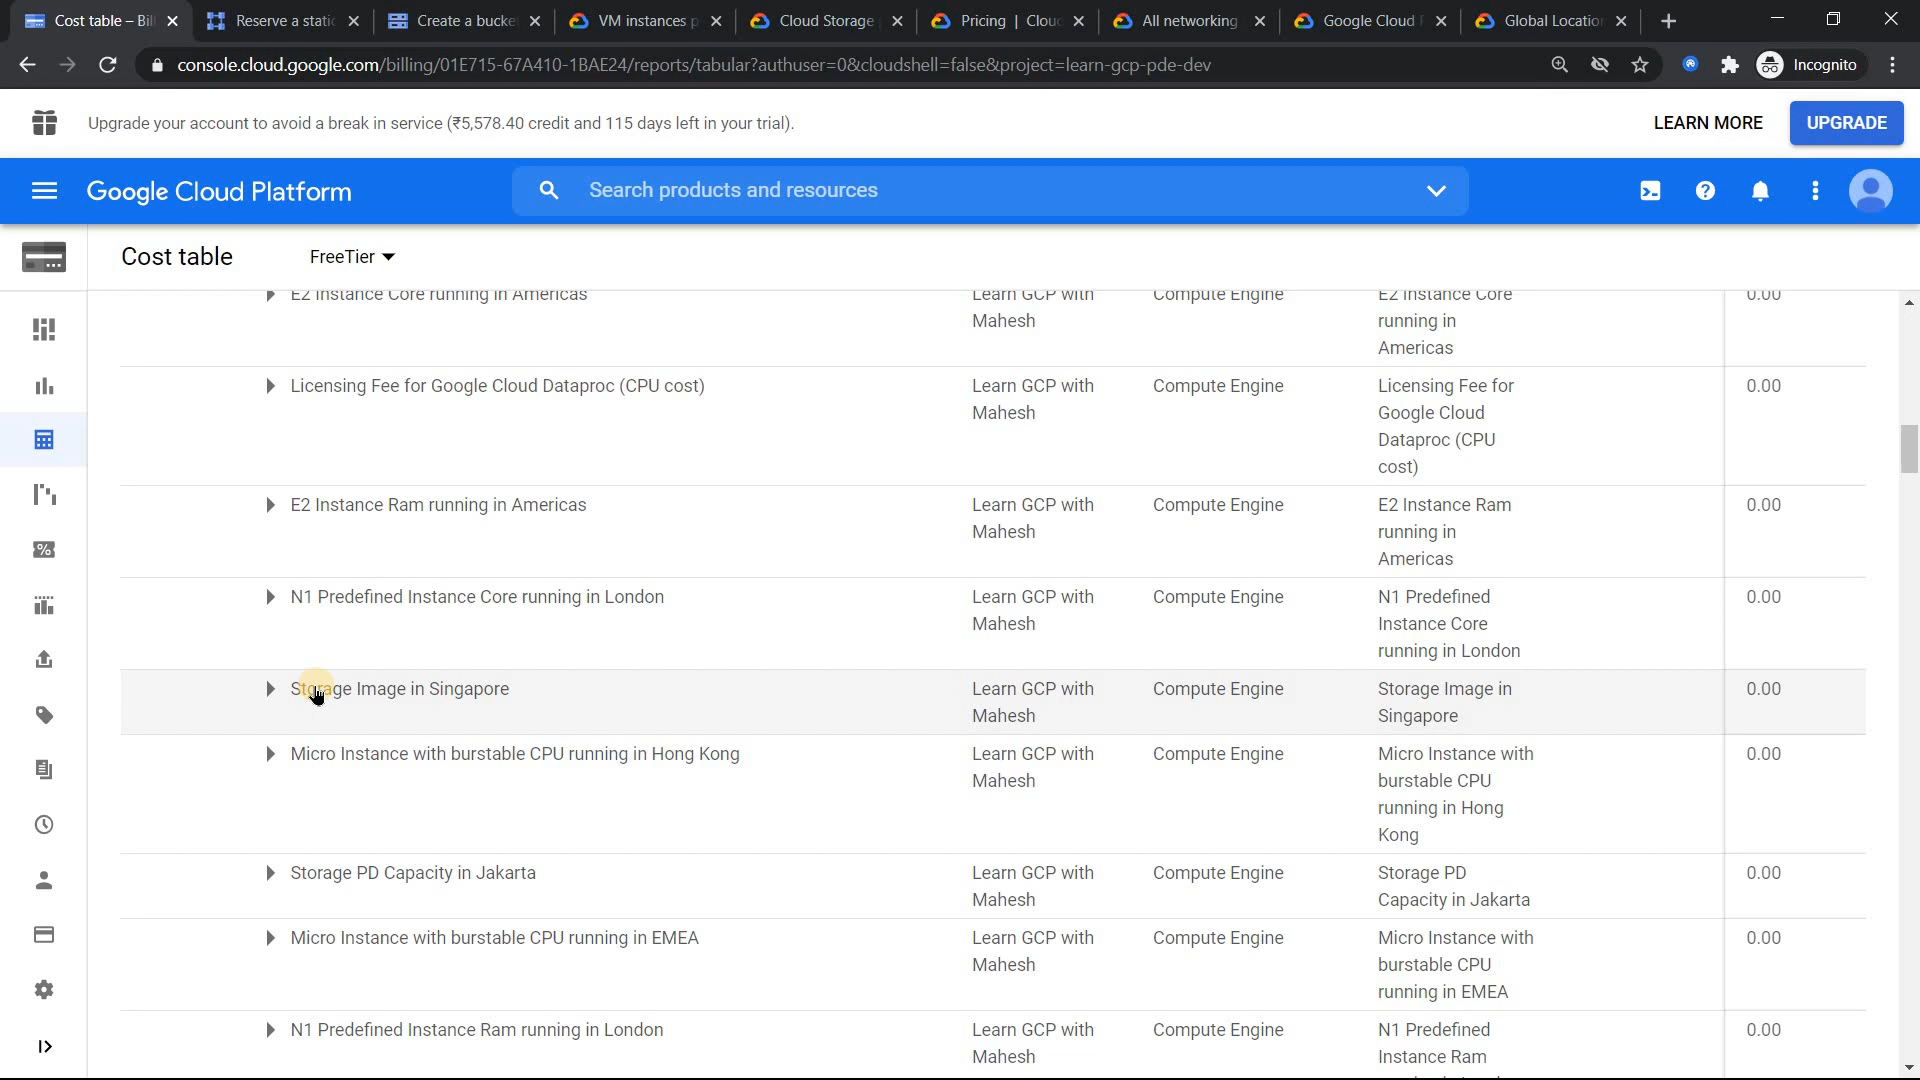 Cost table – Bil
Reserve a stati
Create a bucke
VM instances p
Cloud Storage
Pricing | Clou
All networking
Google Cloud
Global Locatio
console.cloud.google.com/billing/01E715-67A410-1BAE24/reports/tabular?authuser=0&cloudshell=false&project=learn-gcp-pde-dev
Incognito
Upgrade your account to avoid a break in service (₹5,578.40 credit and 115 days left in your trial).
LEARN MORE
UPGRADE
Google Cloud Platform
Search products and resources
Cost table
FreeTier
E2 Instance Core running in Americas
Learn GCP with
Mahesh
Compute Engine
E2 Instance Core
running in
Americas
0.00
Licensing Fee for Google Cloud Dataproc (CPU cost)
Learn GCP with
Mahesh
Compute Engine
Licensing Fee for
Google Cloud
Dataproc (CPU
cost)
0.00
E2 Instance Ram running in Americas
Learn GCP with
Mahesh
Compute Engine
E2 Instance Ram
running in
Americas
0.00
N1 Predefined Instance Core running in London
Learn GCP with
Mahesh
Compute Engine
N1 Predefined
Instance Core
running in London
0.00
Storage Image in Singapore
Learn GCP with
Mahesh
Compute Engine
Storage Image in
Singapore
0.00
Micro Instance with burstable CPU running in Hong Kong
Learn GCP with
Mahesh
Compute Engine
Micro Instance with
burstable CPU
running in Hong
Kong
0.00
Storage PD Capacity in Jakarta
Learn GCP with
Mahesh
Compute Engine
Storage PD
Capacity in Jakarta
0.00
Micro Instance with burstable CPU running in EMEA
Learn GCP with
Mahesh
Compute Engine
Micro Instance with
burstable CPU
running in EMEA
0.00
N1 Predefined Instance Ram running in London
Learn GCP with
Mahesh
Compute Engine
N1 Predefined
Instance Ram
0.00